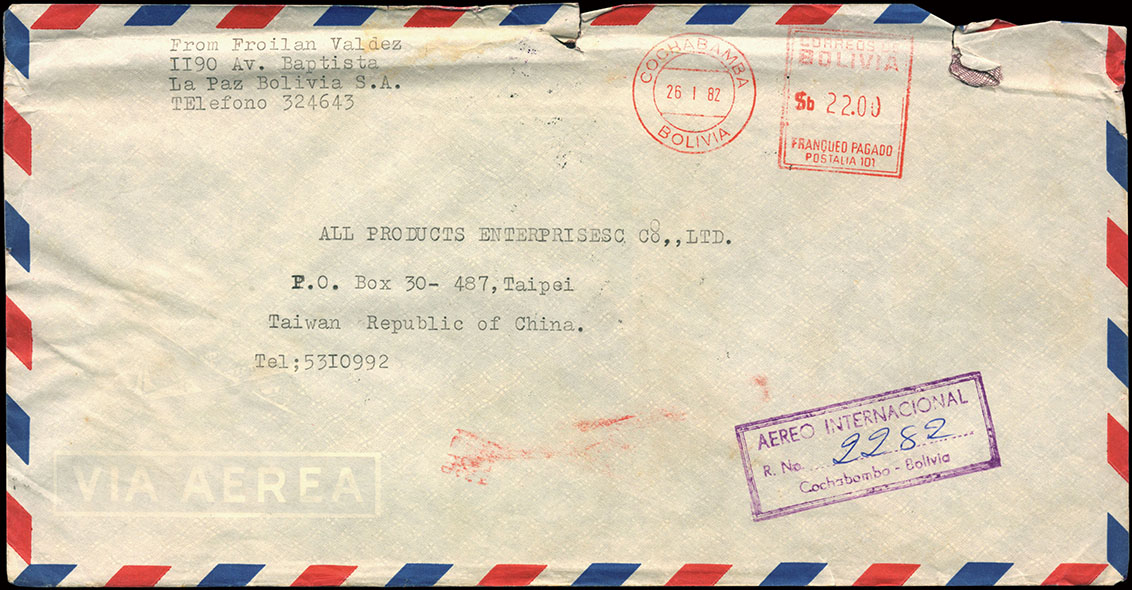 From Froilan Valdez
II90 Av. Baptista
La Paz Bolivia S.A.
TElefono 324643
COCHABAMBA
26 I 82
BOLIVIA
CORREOS DE
BOLIVIA
$b 22.00
FRANQUEO PAGADO
POSTALIA 101
ALL PRODUCTS ENTERPRISESC CO,,LTD.
P.O. Box 30- 487,Taipei
Taiwan Republic of China.
Tel;53I0992
AEREO INTERNACIONAL
R. No. 2282
Cochabamba - Bolivia
VIA AEREA